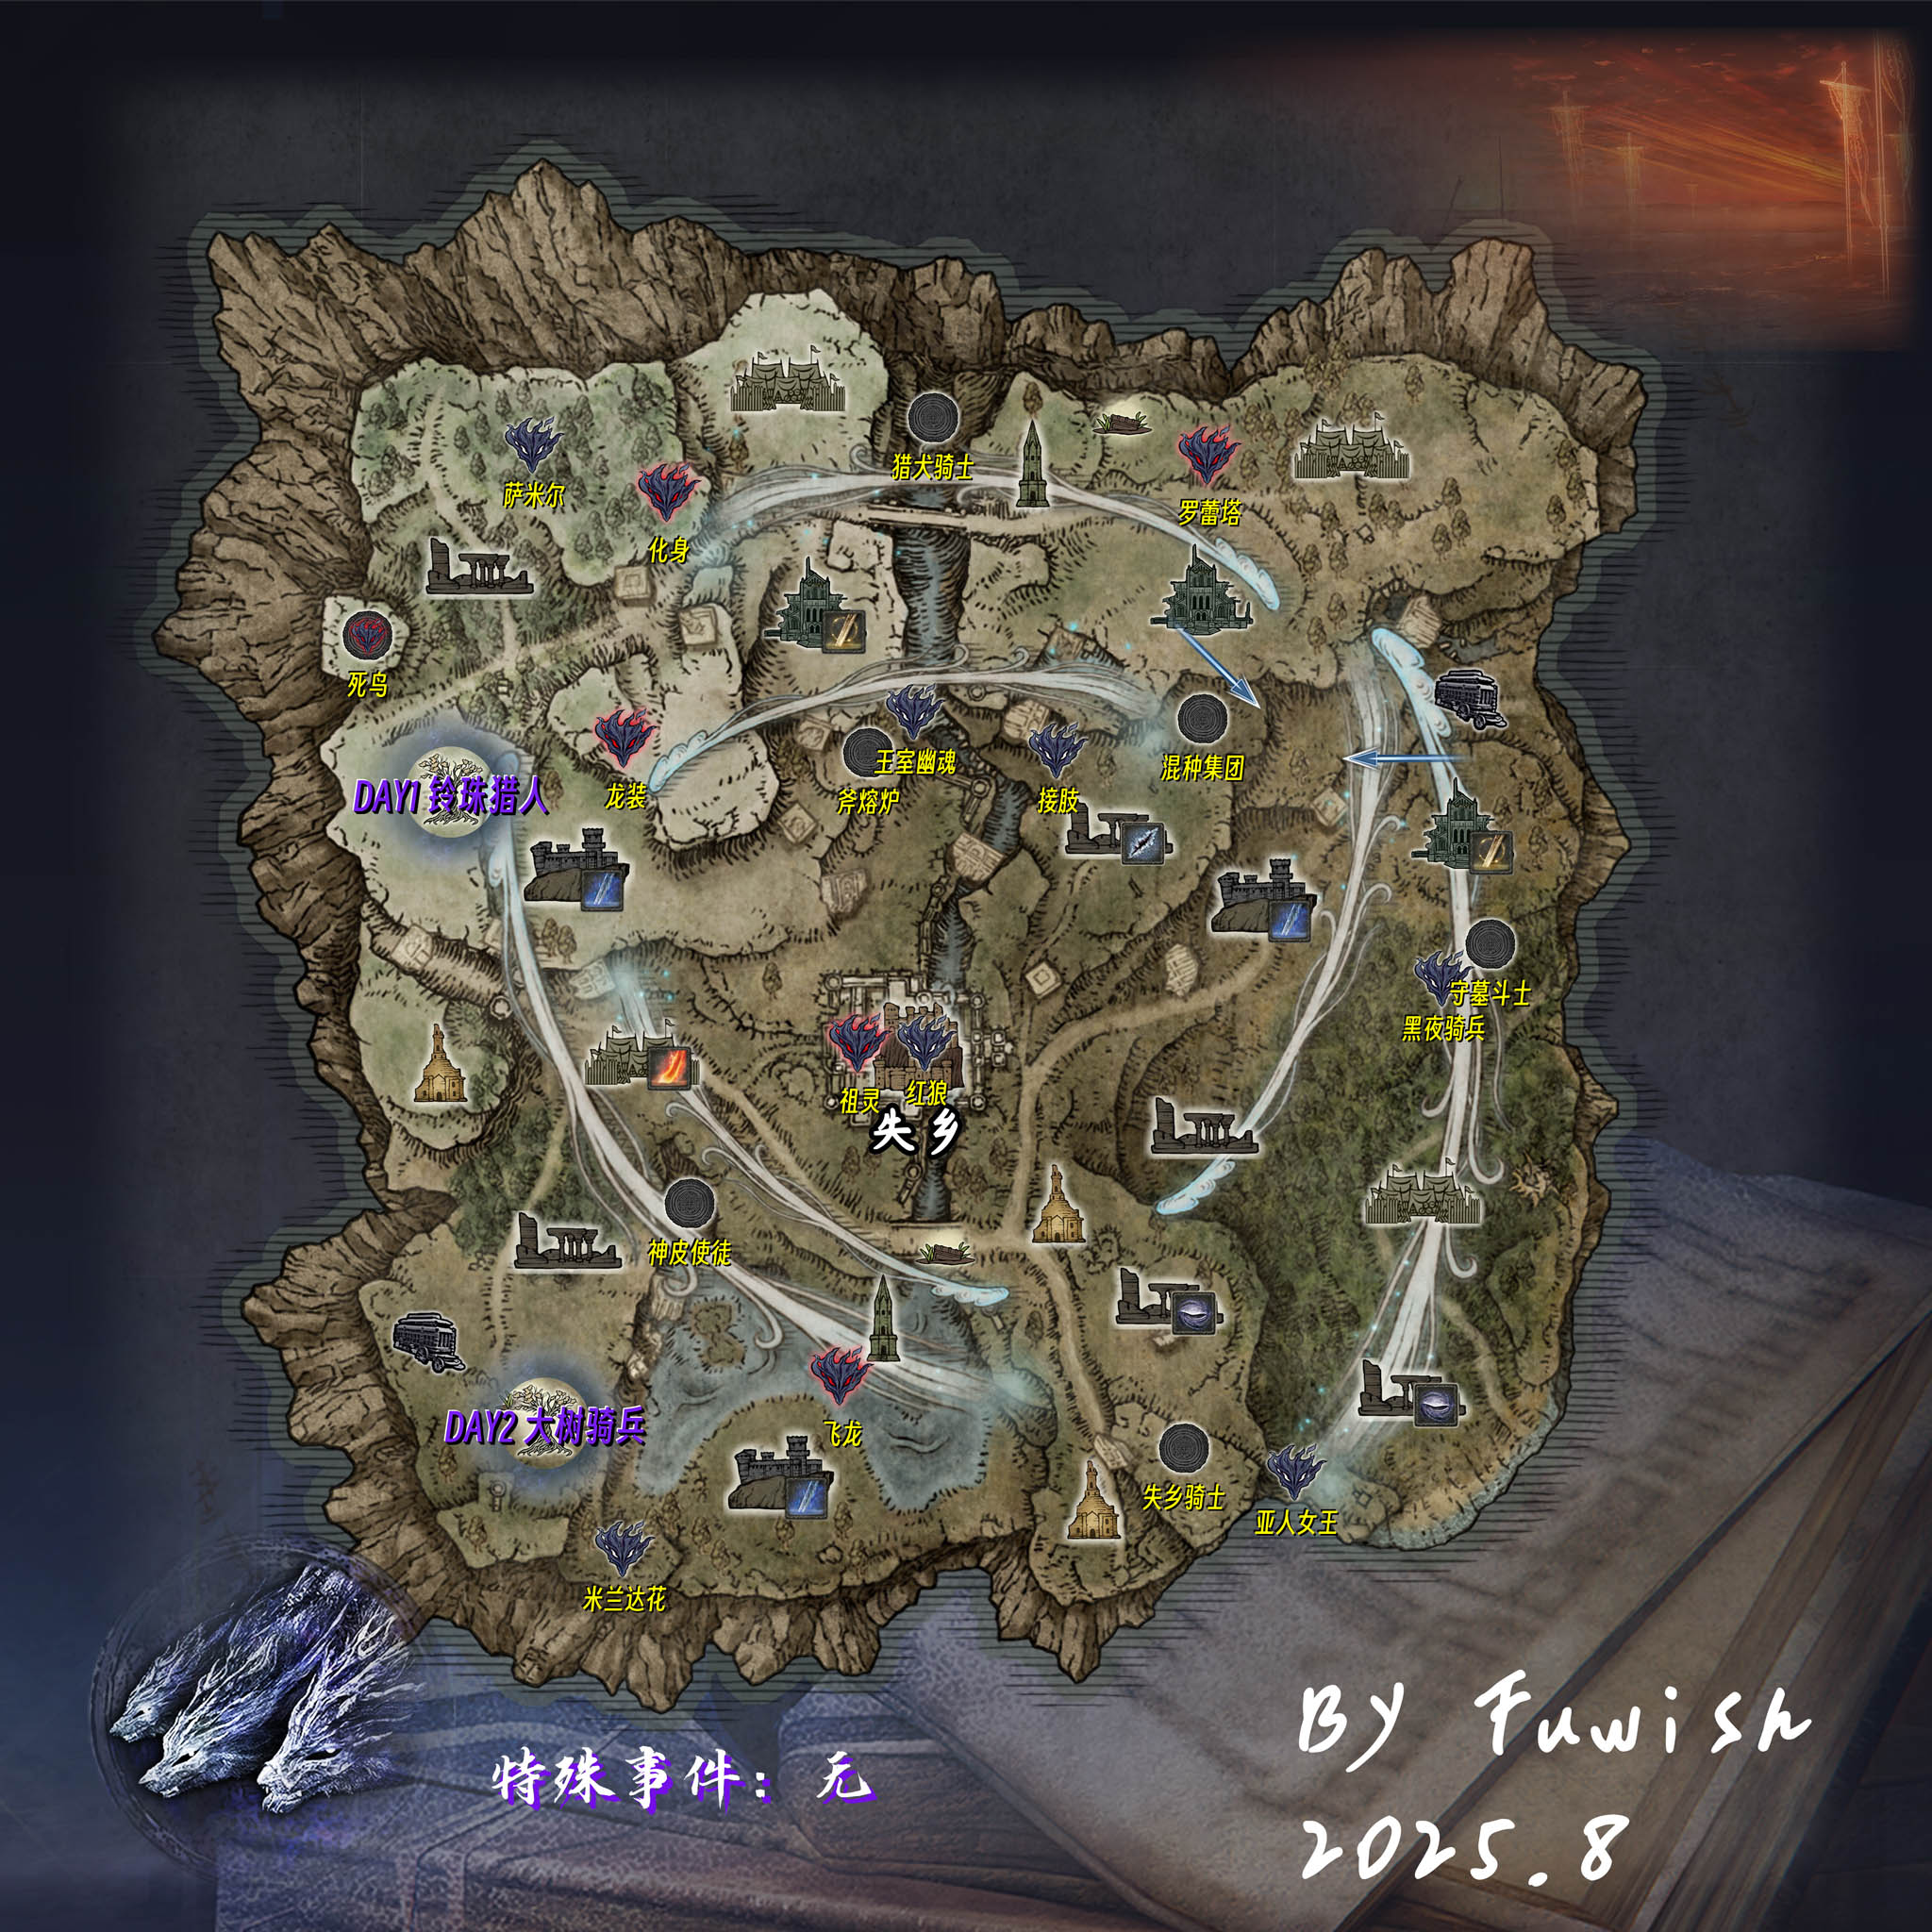 猎犬骑士
萨米尔
罗蕾塔
化身
死鸟
王室幽魂
混种集团
DAY1 铃珠猎人
龙装
斧熔炉
接肢
守墓斗士
黑夜骑兵
祖灵
红狼
失乡
神皮使徒
DAY2 大树骑兵
飞龙
失乡骑士
亚人女王
米兰达花
特殊事件：无
By Fuwish
2025.8